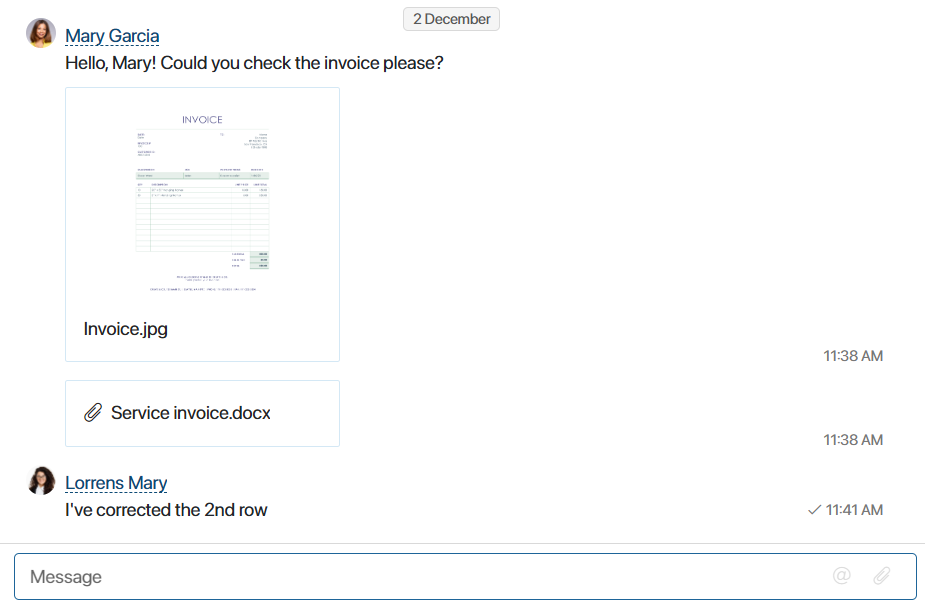 2 December
Mary Garcia
Hello, Mary! Could you check the invoice please?
INVOICE
Invoice.jpg
11:38 AM
Service invoice.docx
11:38 AM
Lorrens Mary
I've corrected the 2nd row
11:41 AM
Message
@